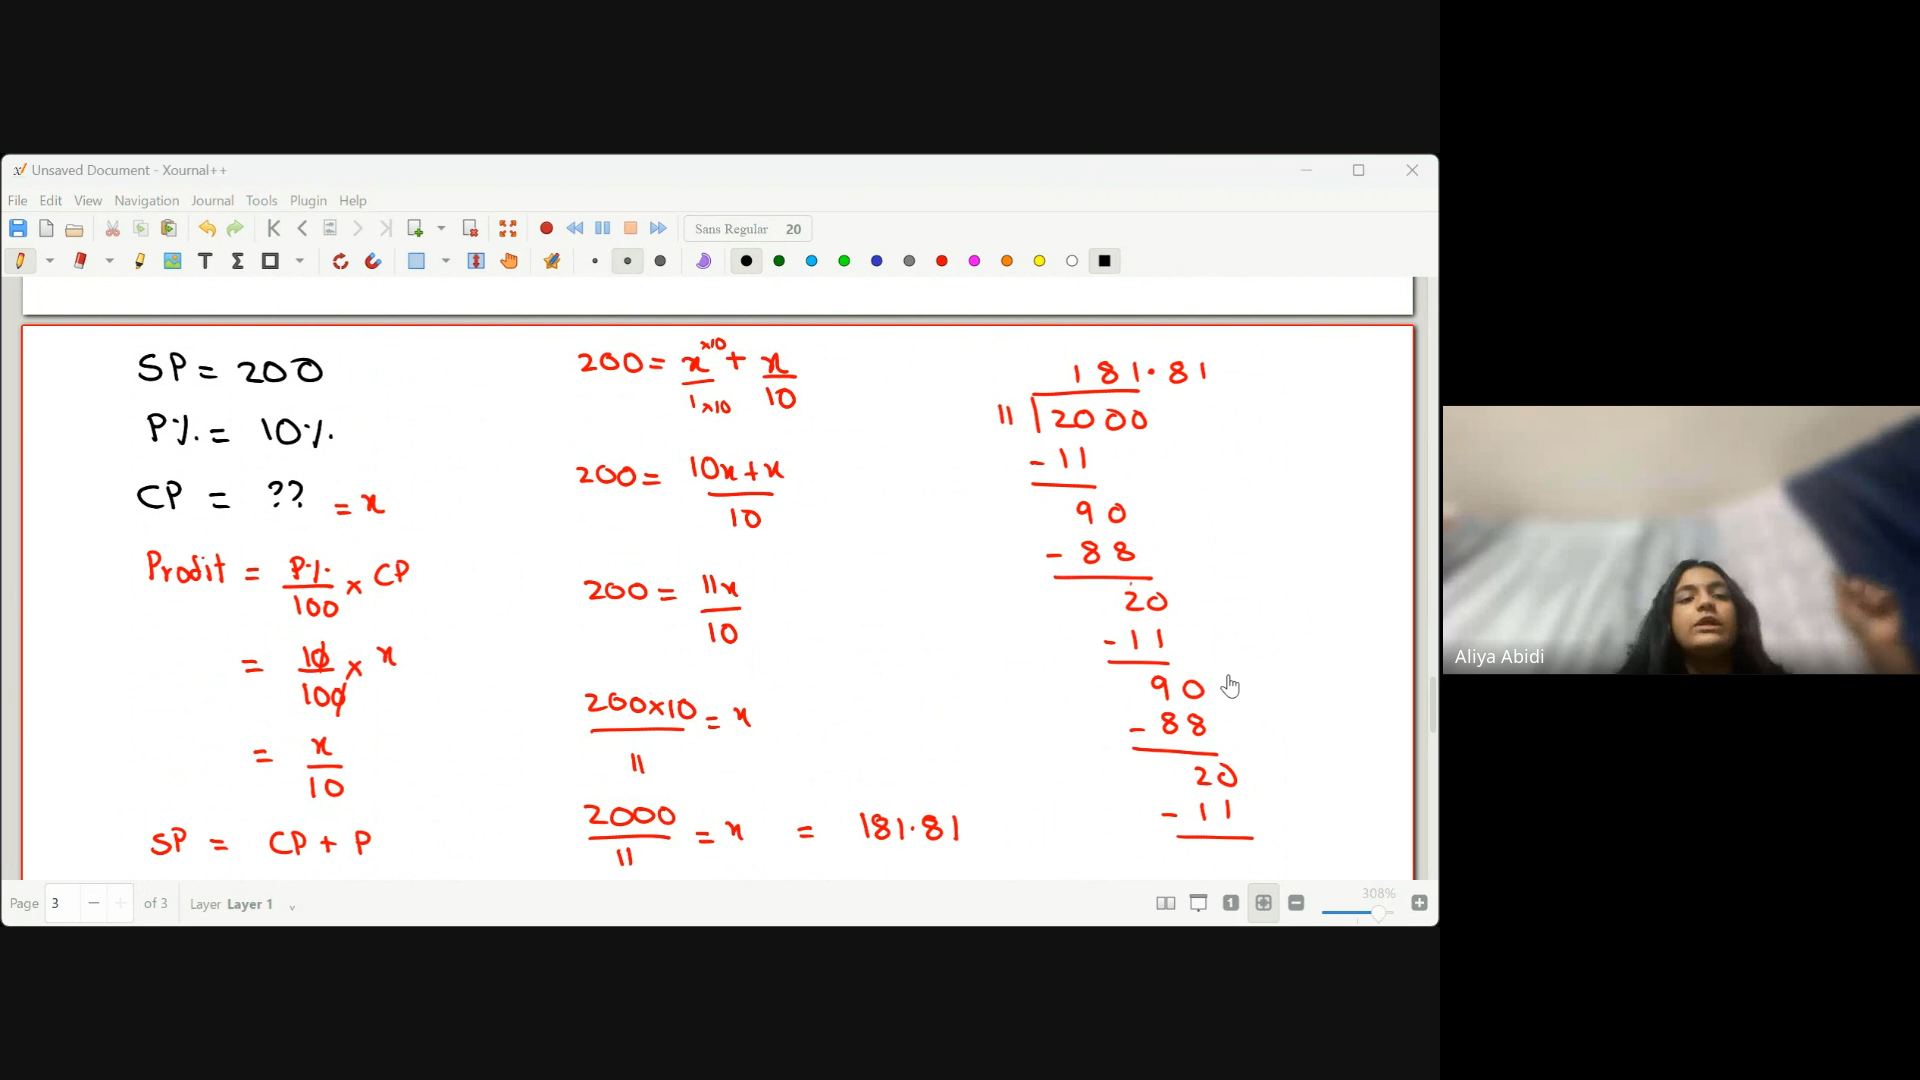 Unsaved Document - Xournal++
File Edit View Navigation Journal Tools Plugin Help
Sans Regular 20
SP = 200
P% = 10%
CP = ?? = x
Profit = P%/100 × CP
= 10/100 × x
= x/10
SP = CP + P
200 = x ×10/1 ×10 + x/10
200 = 10x + x/10
200 = 11x/10
200×10/11 = x
2000/11 = x = 181.81
181.81
11 2000
- 11
90
- 88
20
- 11
90
- 88
20
- 11
Aliya Abidi
Page 3 of 3 Layer Layer 1
308%